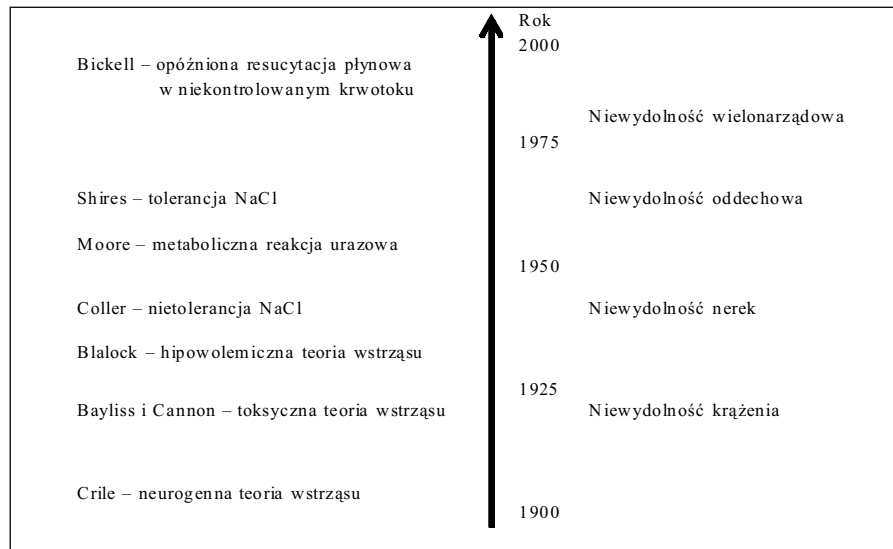 Rok
2000
Bickell – opóźniona resucytacja płynowa
w niekontrolowanym krwotoku
Niewydolność wielonarządowa
1975
Shires – tolerancja NaCl
Niewydolność oddechowa
Moore – metaboliczna reakcja urazowa
1950
Coller – nietolerancja NaCl
Niewydolność nerek
Blalock – hipowolemiczna teoria wstrząsu
1925
Bayliss i Cannon – toksyczna teoria wstrząsu
Niewydolność krążenia
Crile – neurogenna teoria wstrząsu
1900